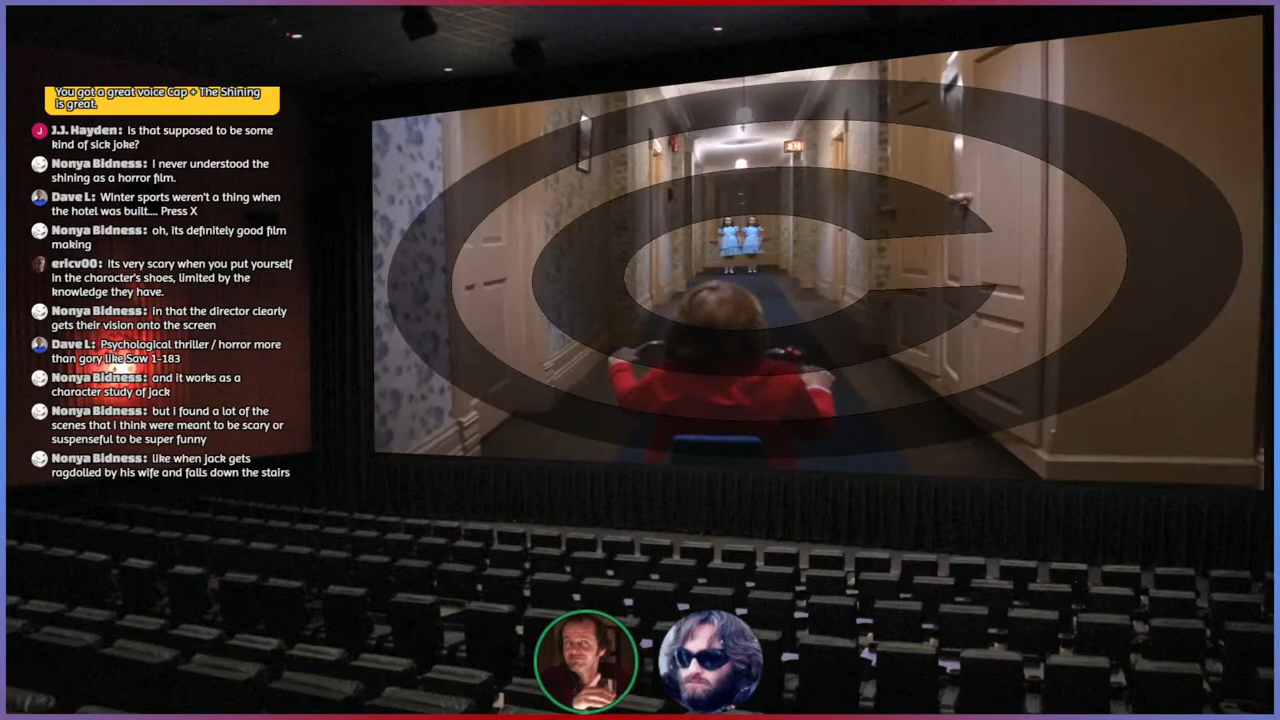 You got a great voice Cap + The Shining
is great.
J
J.J. Hayden: Is that supposed to be some
kind of sick joke?
Nonya Bidness: I never understood the
shining as a horror film.
Dave L: Winter sports weren't a thing when
the hotel was built.... Press X
Nonya Bidness: oh, its definitely good film
making
ericv00: Its very scary when you put yourself
in the character's shoes, limited by the
knowledge they have.
Nonya Bidness: in that the director clearly
gets their vision onto the screen
Dave L: Psychological thriller / horror more
than gory like Saw 1-183
Nonya Bidness: and it works as a
character study of jack
Nonya Bidness: but i found a lot of the
scenes that i think were meant to be scary or
suspenseful to be super funny
Nonya Bidness: like when jack gets
ragdolled by his wife and falls down the stairs